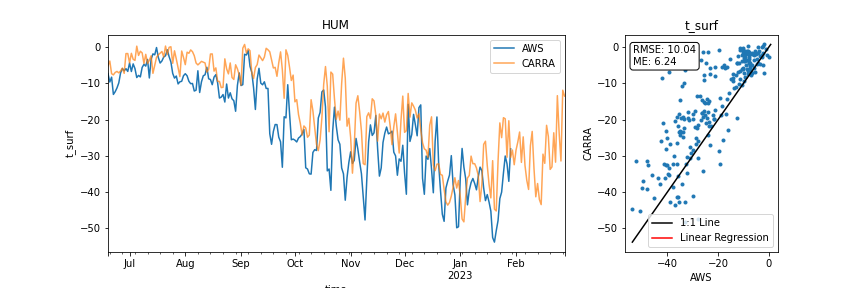 HUM
t_surf
0
−10
−20
−30
−40
−50
Jul
Aug
Sep
Oct
Nov
Dec
Jan
2023
Feb
time
AWS
CARRA
t_surf
CARRA
0
−10
−20
−30
−40
−50
−40
−20
0
AWS
RMSE: 10.04
ME: 6.24
1:1 Line
Linear Regression